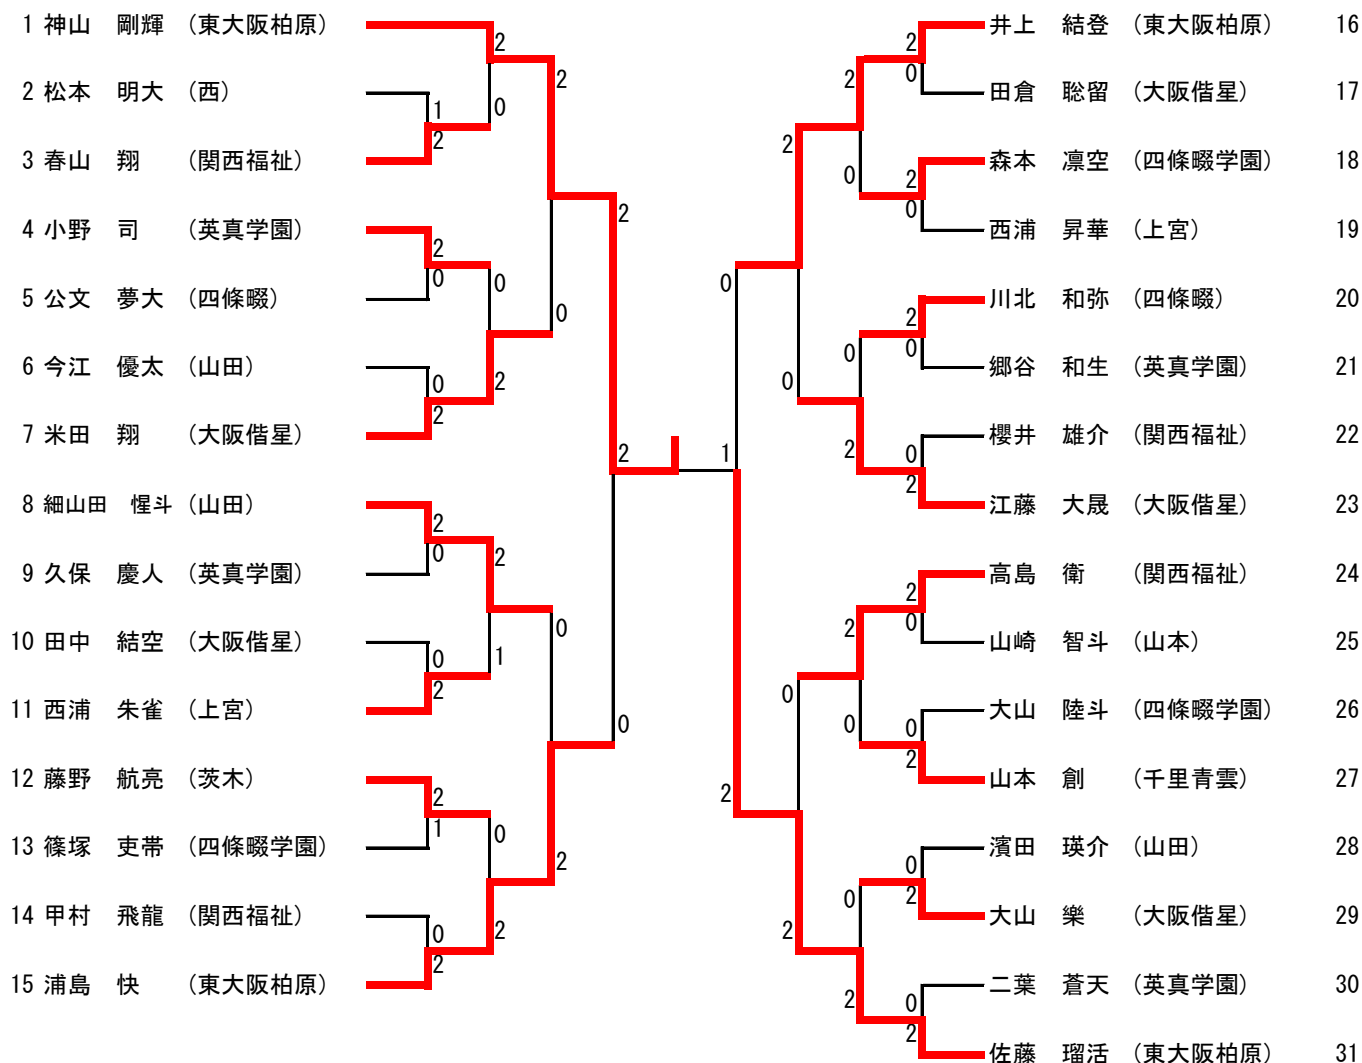 1 神山 剛輝 (東大阪柏原)
2 松本 明大 (西)
3 春山 翔 (関西福祉)
4 小野 司 (英真学園)
5 公文 夢大 (四條畷)
6 今江 優太 (山田)
7 米田 翔 (大阪偕星)
8 細山田 惺斗 (山田)
9 久保 慶人 (英真学園)
10 田中 結空 (大阪偕星)
11 西浦 朱雀 (上宮)
12 藤野 航亮 (茨木)
13 篠塚 吏帯 (四條畷学園)
14 甲村 飛龍 (関西福祉)
15 浦島 快 (東大阪柏原)
2
2
0
1
2
2
2
0
0
0
0
2
2
2
0
2
2
0
1
0
2
0
2
1
0
2
2
0
2
2
1
井上 結登 (東大阪柏原) 16
田倉 聡留 (大阪偕星) 17
森本 凛空 (四條畷学園) 18
西浦 昇華 (上宮) 19
川北 和弥 (四條畷) 20
郷谷 和生 (英真学園) 21
櫻井 雄介 (関西福祉) 22
江藤 大晟 (大阪偕星) 23
高島 衛 (関西福祉) 24
山崎 智斗 (山本) 25
大山 陸斗 (四條畷学園) 26
山本 創 (千里青雲) 27
濱田 瑛介 (山田) 28
大山 樂 (大阪偕星) 29
二葉 蒼天 (英真学園) 30
佐藤 瑠活 (東大阪柏原) 31
2
2
0
2
0
2
0
0
2
0
0
0
2
0
2
2
2
0
0
0
0
2
2
0
0
2
2
2
0
2